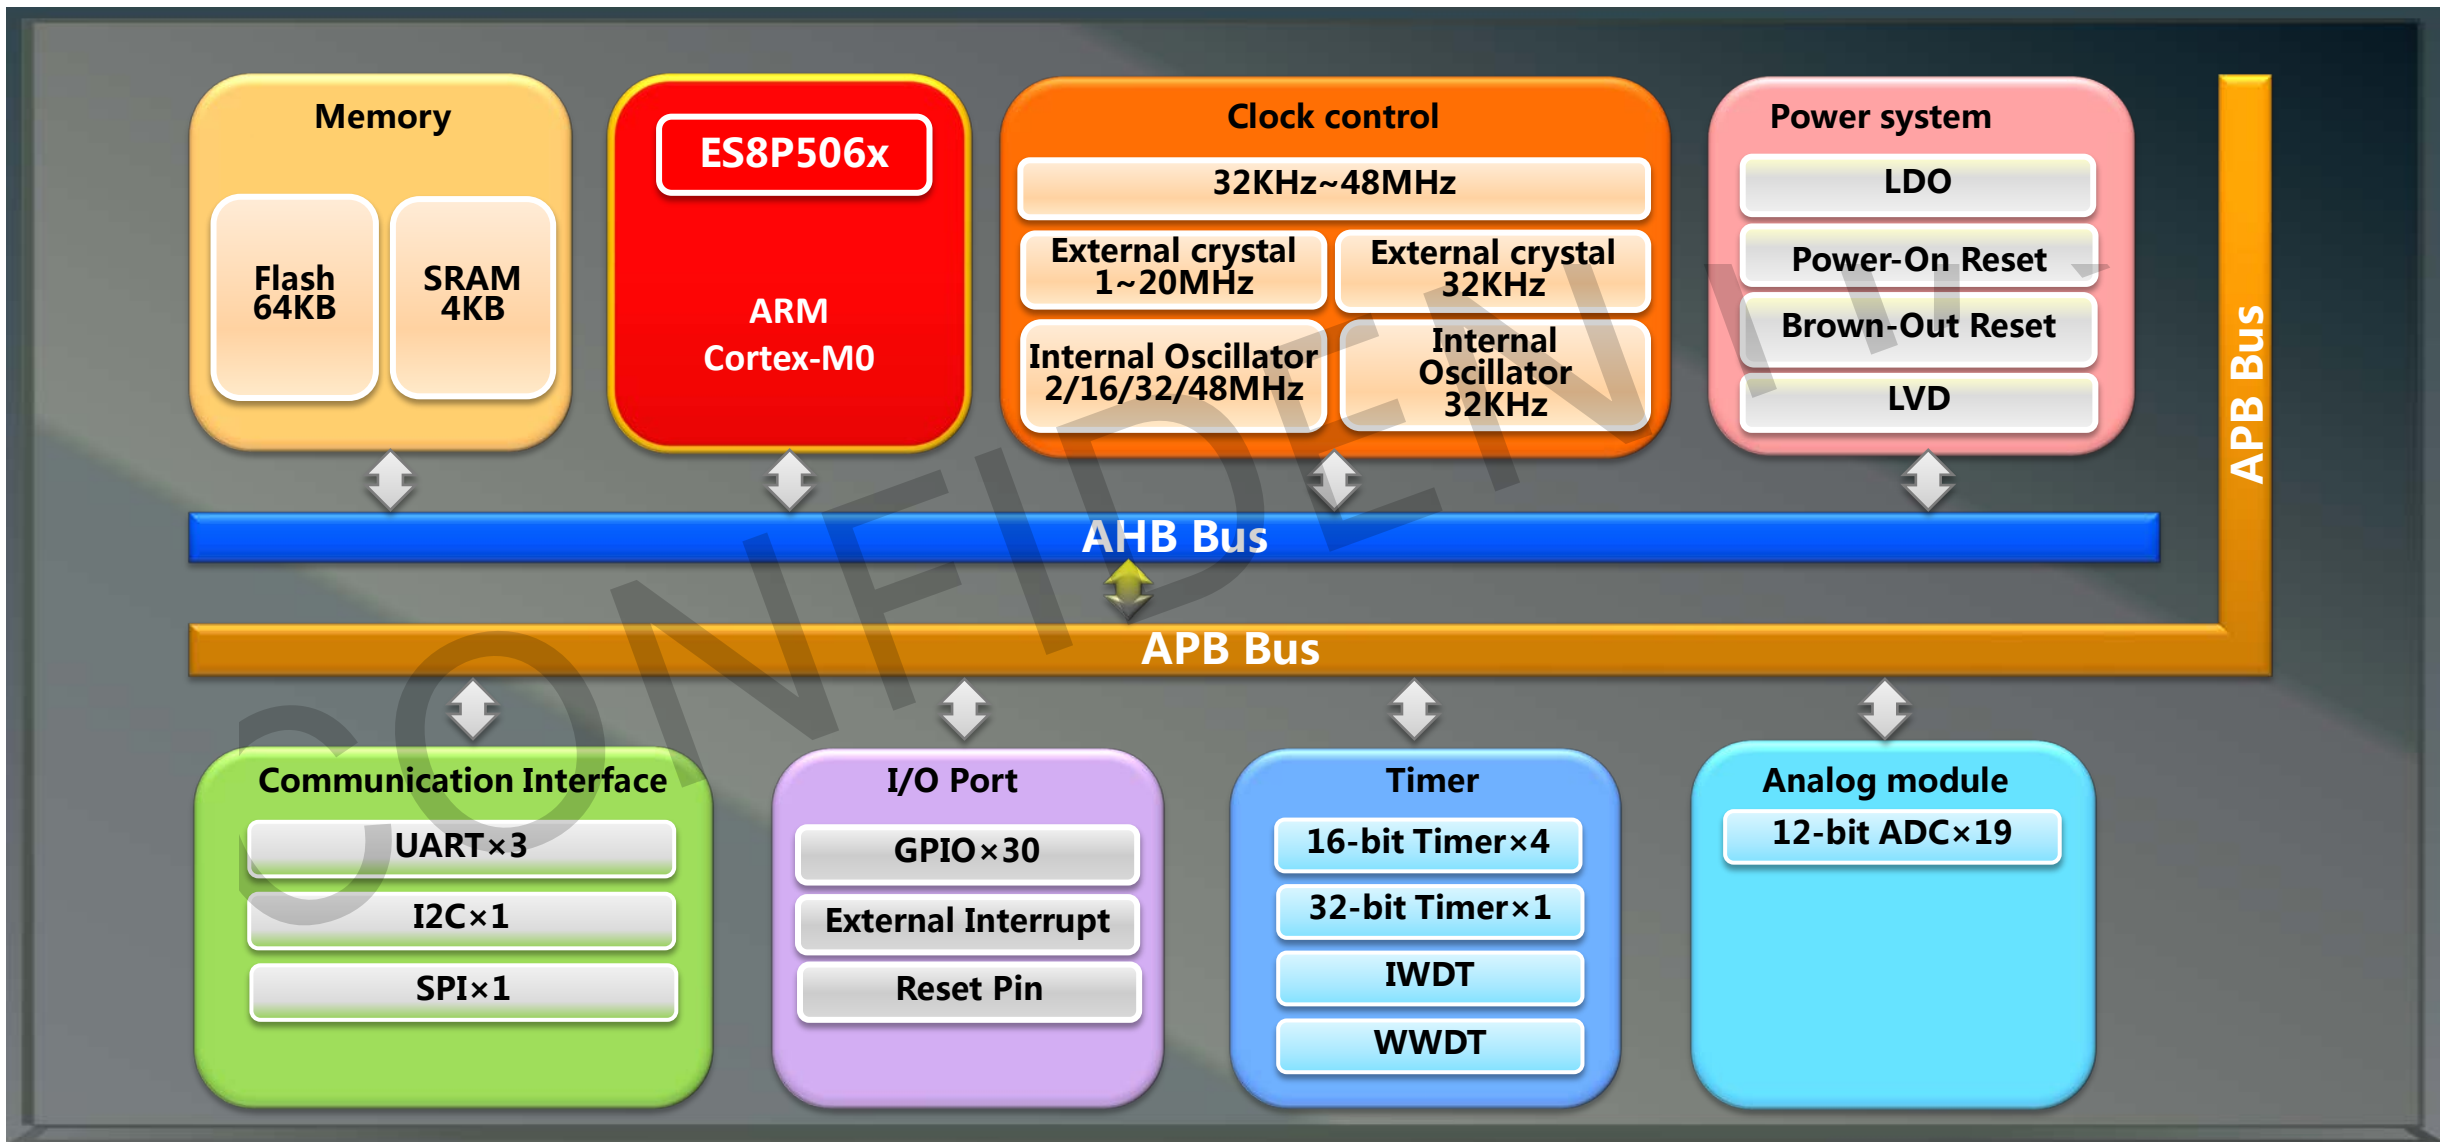 Memory
Flash
64KB
SRAM
4KB
ES8P506x
ARM
Cortex-M0
Clock control
32KHz~48MHz
External crystal
1~20MHz
External crystal
32KHz
Internal Oscillator
2/16/32/48MHz
Internal
Oscillator
32KHz
Power system
LDO
Power-On Reset
Brown-Out Reset
LVD
APB Bus
AHB Bus
APB Bus
Communication Interface
UART×3
I2C×1
SPI×1
I/O Port
GPIO×30
External Interrupt
Reset Pin
Timer
16-bit Timer×4
32-bit Timer×1
IWDT
WWDT
Analog module
12-bit ADC×19